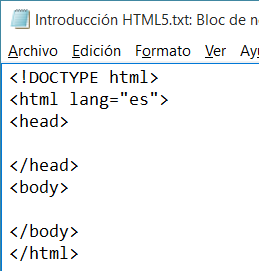 Introducción HTML5.txt: Bloc de
Archivo Edición Formato Ver
<!DOCTYPE html>
<html lang="es">
<head>
</head>
<body>
</body>
</html>